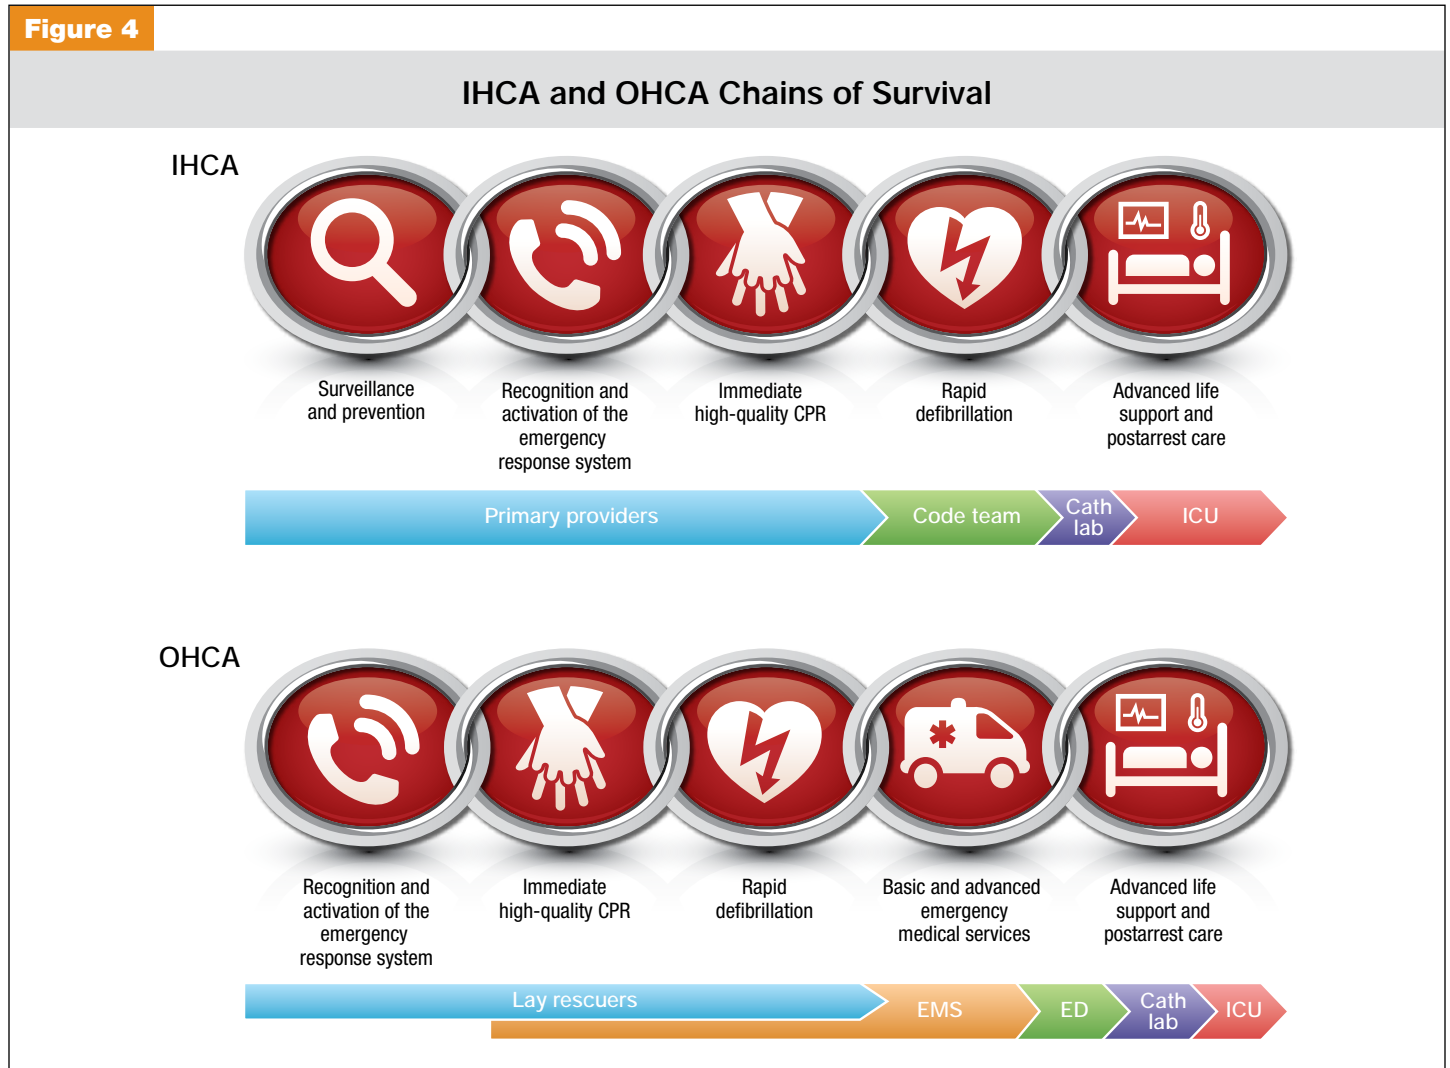 Figure 4
IHCA and OHCA Chains of Survival
IHCA
Surveillance
and prevention
Recognition and
activation of the
emergency
response system
Immediate
high-quality CPR
Rapid
defibrillation
Advanced life
support and
postarrest care
Primary providers
Code team
Cath
lab
ICU
OHCA
Recognition and
activation of the
emergency
response system
Immediate
high-quality CPR
Rapid
defibrillation
Basic and advanced
emergency
medical services
Advanced life
support and
postarrest care
Lay rescuers
EMS
ED
Cath
lab
ICU